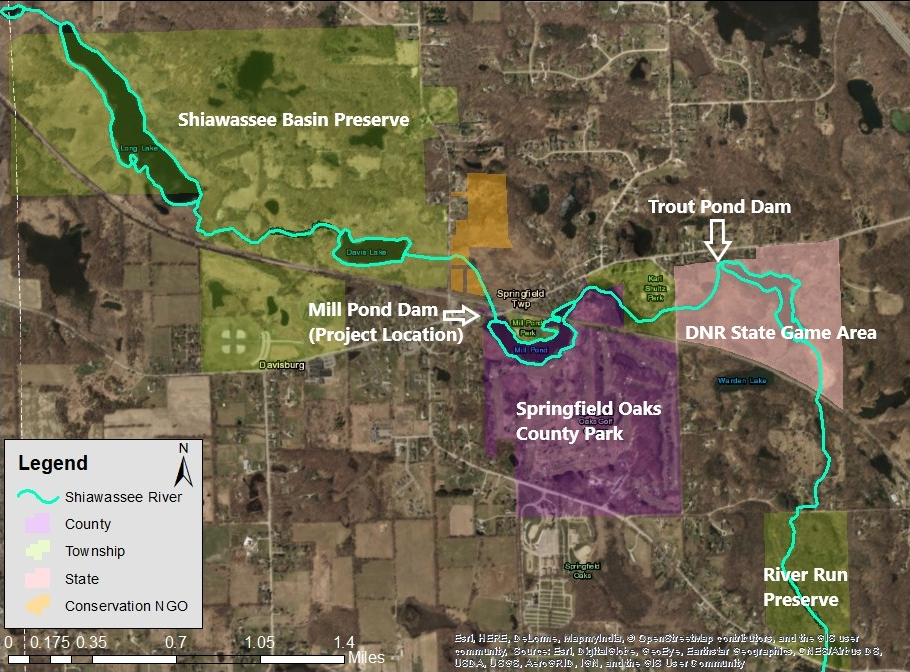 Shiawassee Basin Preserve
Long Lake
Davis Lake
Trout Pond Dam
Karl
Shultz
Park
Springfield
Twp
Mill Pond Dam
(Project Location)
Mill Pond
Park
Mill Pond
DNR State Game Area
Davisburg
Warden Lake
Springfield Oaks
County Park
Oaks Golf
Springfield
Oaks
River Run
Preserve
Legend
N
Shiawassee River
County
Township
State
Conservation NGO
0 0.175 0.35 0.7 1.05 1.4
Miles
Esri, HERE, DeLorme, MapmyIndia, © OpenStreetMap contributors, and the GIS user
community, Source: Esri, DigitalGlobe, GeoEye, Earthstar Geographics, CNES/Airbus DS,
USDA, USGS, AeroGRID, IGN, and the GIS User Community